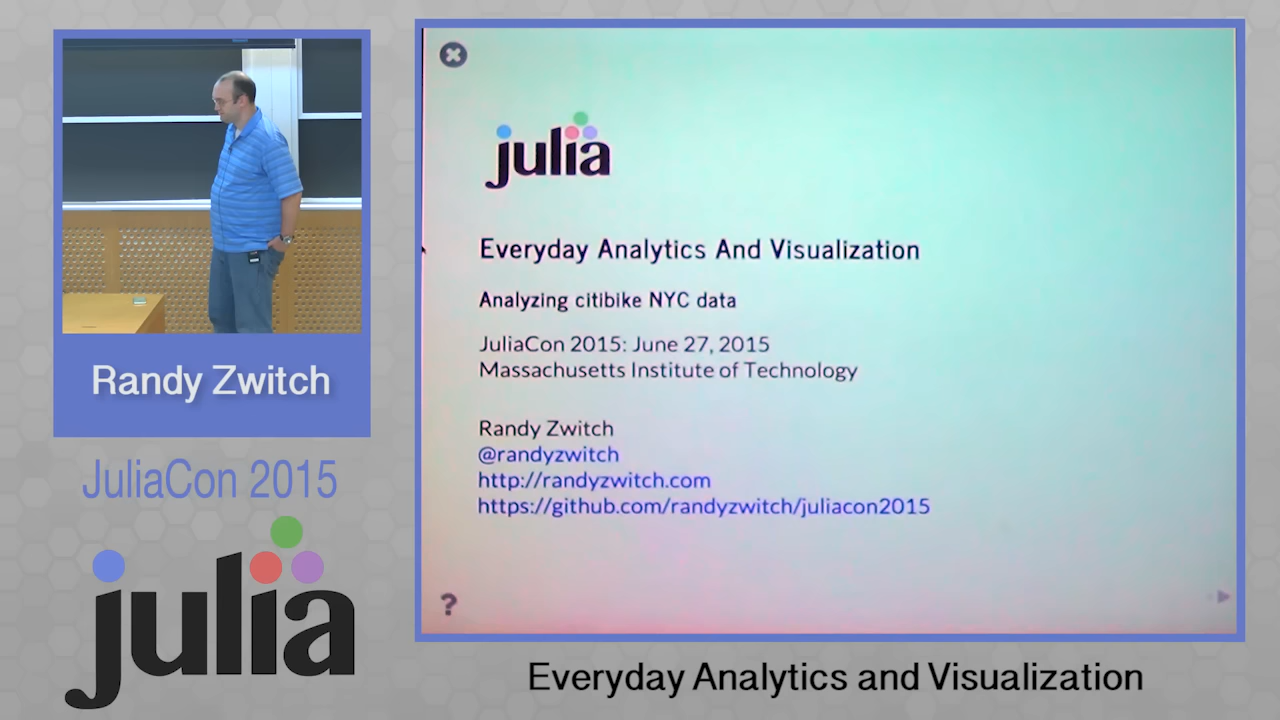 Randy Zwitch
JuliaCon 2015
julia
julia
Everyday Analytics And Visualization
Analyzing citibike NYC data
JuliaCon 2015: June 27, 2015
Massachusetts Institute of Technology
Randy Zwitch
@randyzwitch
http://randyzwitch.com
https://github.com/randyzwitch/juliacon2015
?
Everyday Analytics and Visualization